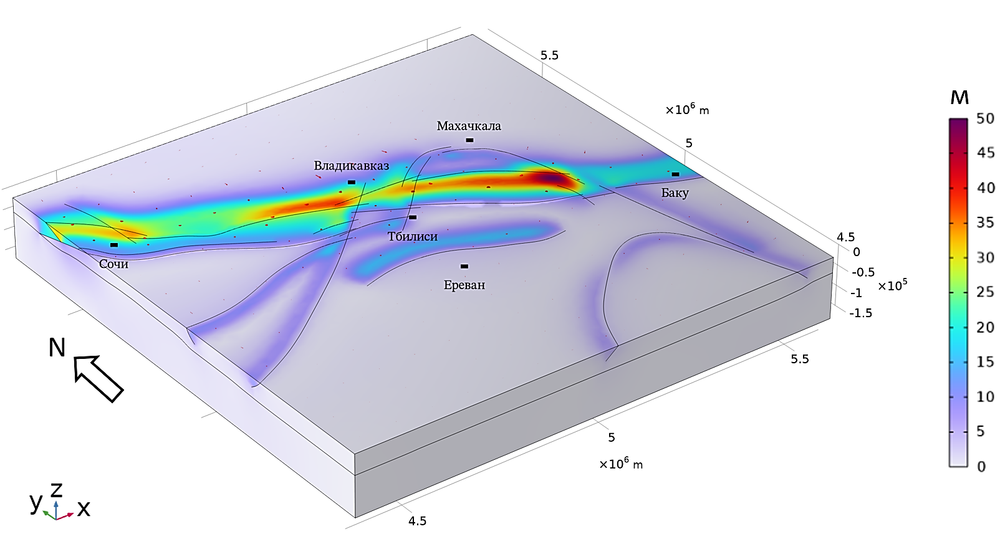 5.5
×10⁶ m
5
Махачкала
Владикавказ
Баку
Тбилиси
Сочи
Ереван
4.5
0
-0.5
-1
-1.5
×10⁵
5.5
5
×10⁶ m
4.5
N
z
y
x
М
50
45
40
35
30
25
20
15
10
5
0